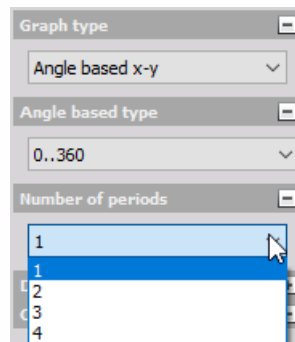 Graph type
Angle based x-y
Angle based type
0..360
Number of periods
1
1
2
3
4